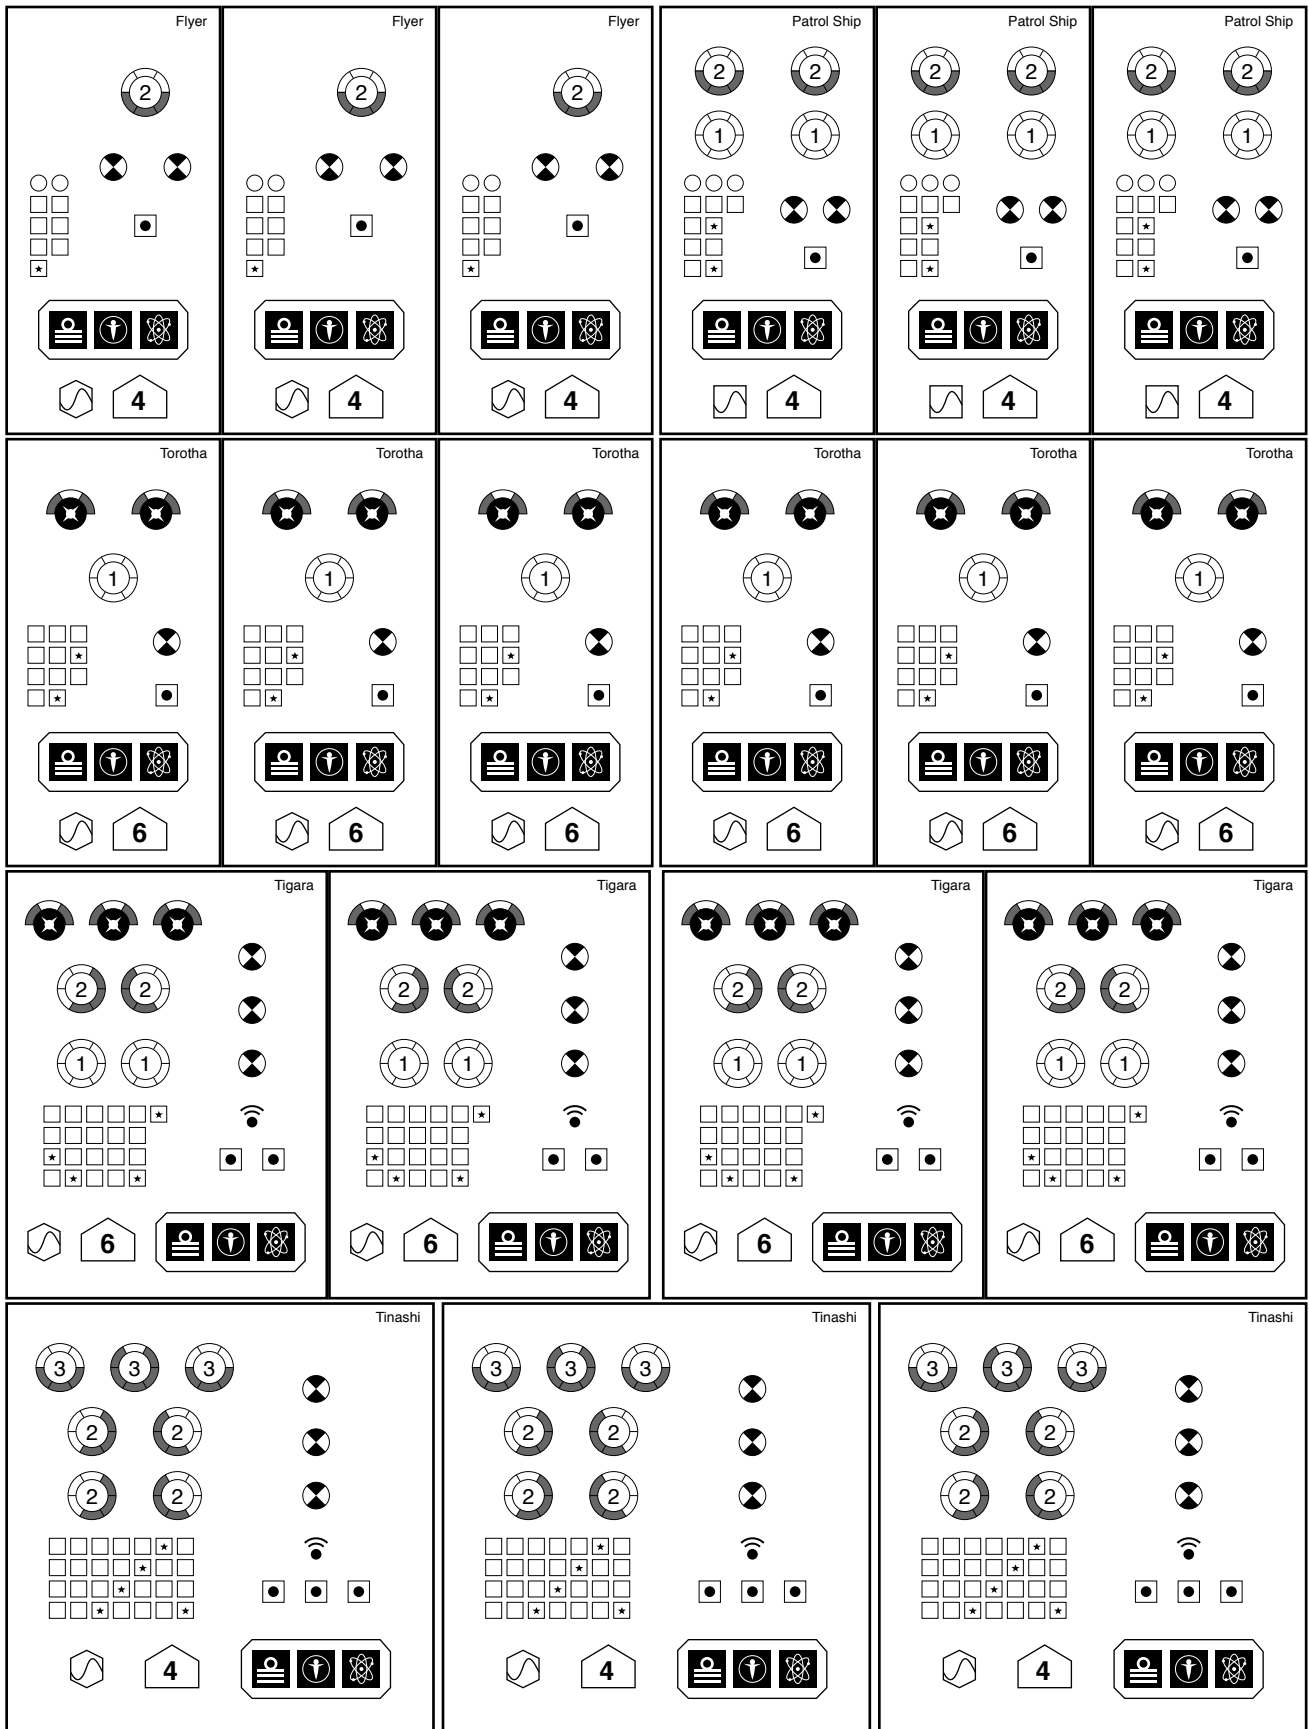 Flyer Flyer Flyer Patrol Ship Patrol Ship Patrol Ship
2 2 2 2 2 2 2 2 2
1 1 1 1 1 1
4 4 4 4 4 4
Torotha Torotha Torotha Torotha Torotha Torotha
1 1 1 1 1 1
6 6 6 6 6 6
Tigara Tigara Tigara Tigara
2 2 2 2 2 2 2 2
1 1 1 1 1 1 1 1
6 6 6 6
Tinashi Tinashi Tinashi
3 3 3 3 3 3 3 3 3
2 2 2 2 2 2
2 2 2 2 2 2
4 4 4